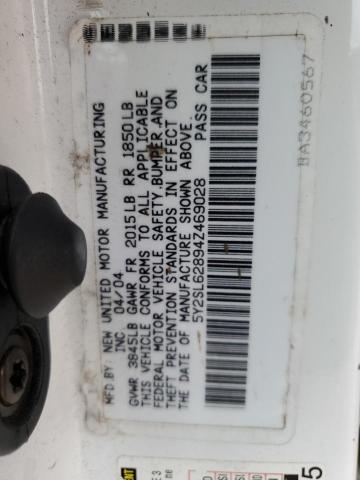 MFD BY: NEW UNITED MOTOR MANUFACTURING
INC 04/04
GVWR 3845LB GAWR FR 2015LB RR 1850LB
THIS VEHICLE CONFORMS TO ALL APPLICABLE
FEDERAL MOTOR VEHICLE SAFETY,BUMPER AND
THEFT PREVENTION STANDARDS IN EFFECT ON
THE DATE OF MANUFACTURE SHOWN ABOVE.
5Y2SL62894Z469028 PASS CAR
BA3460567
5